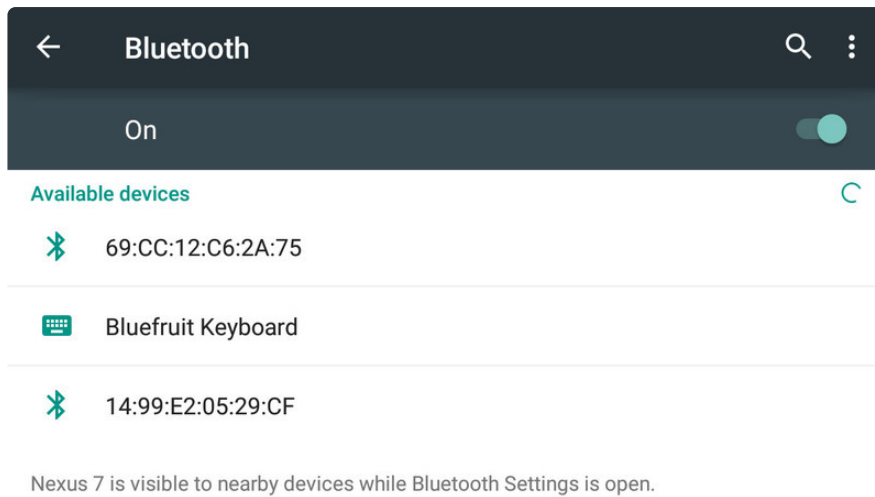 Bluetooth
On
Available devices
69:CC:12:C6:2A:75
Bluefruit Keyboard
14:99:E2:05:29:CF
Nexus 7 is visible to nearby devices while Bluetooth Settings is open.